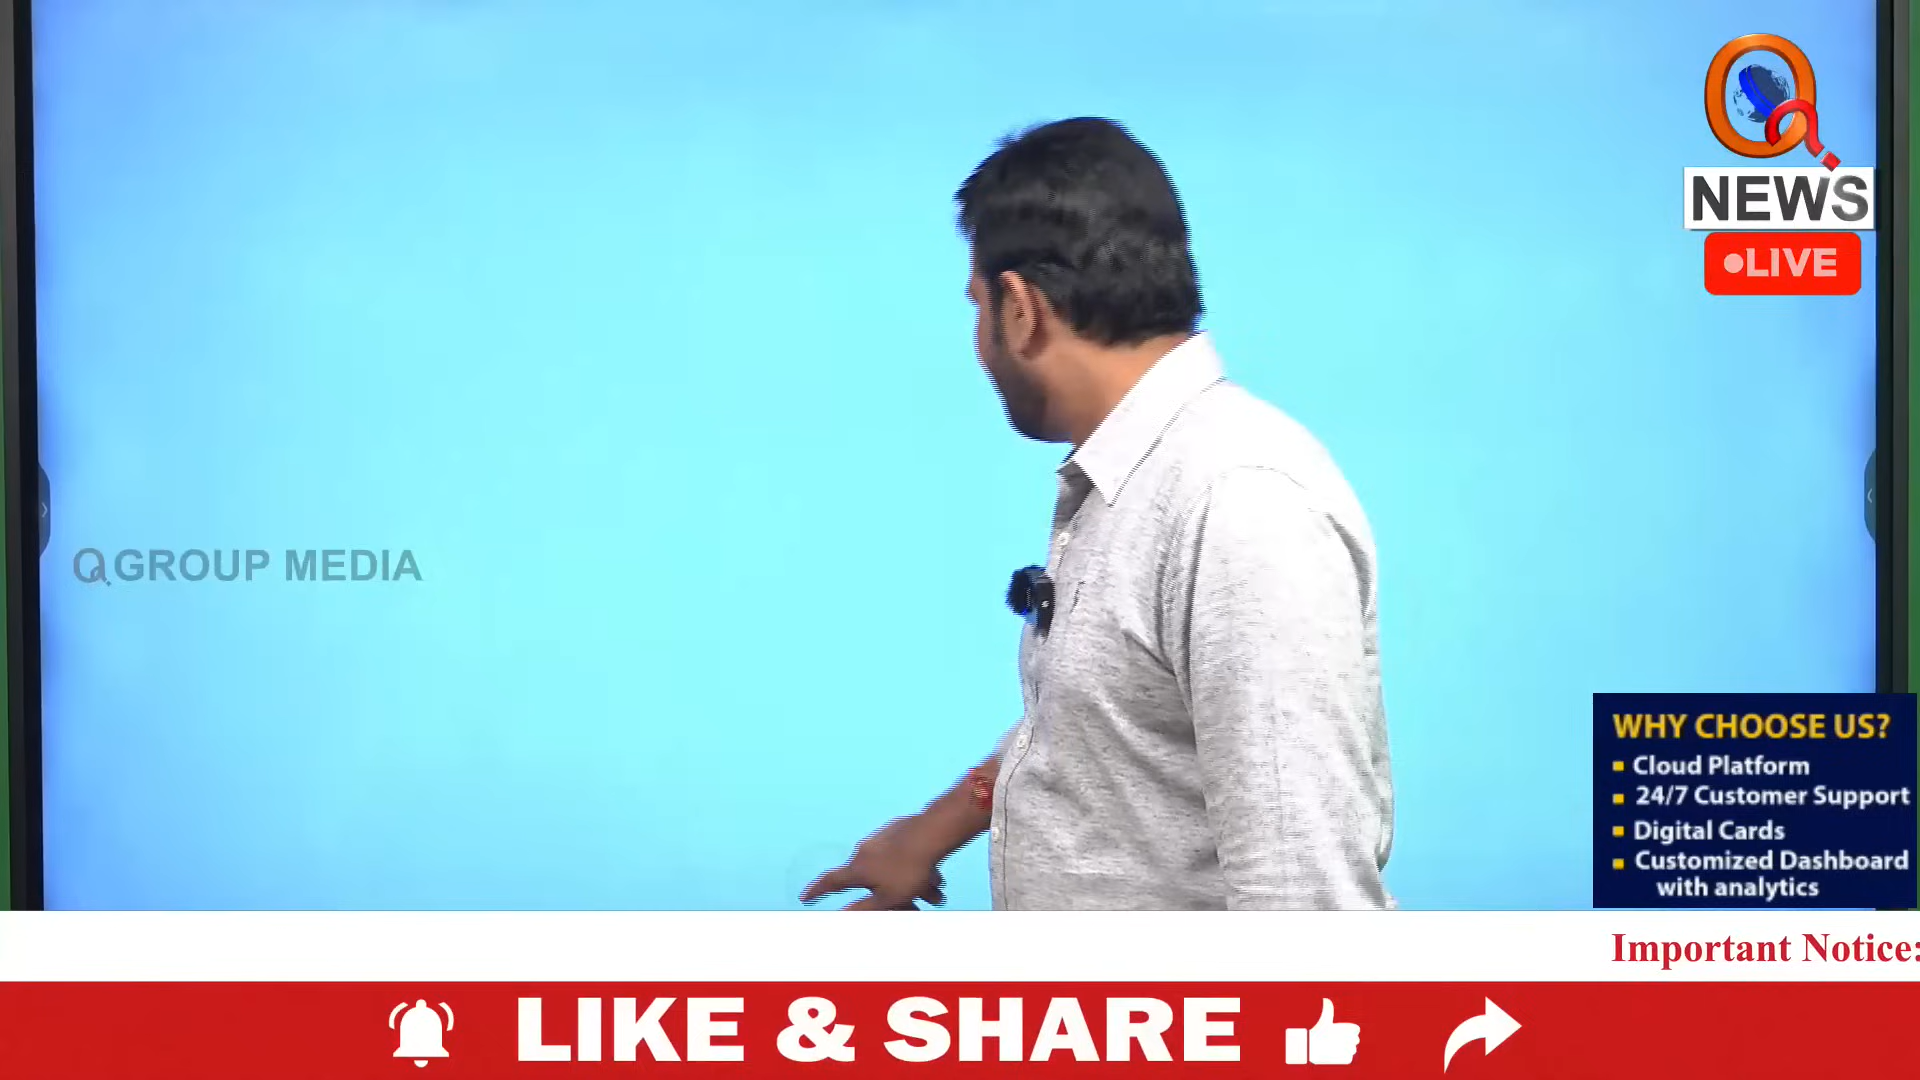 NEWS
LIVE
GROUP MEDIA
WHY CHOOSE US?
Cloud Platform
24/7 Customer Support
Digital Cards
Customized Dashboard
with analytics
Important Notice:
LIKE & SHARE